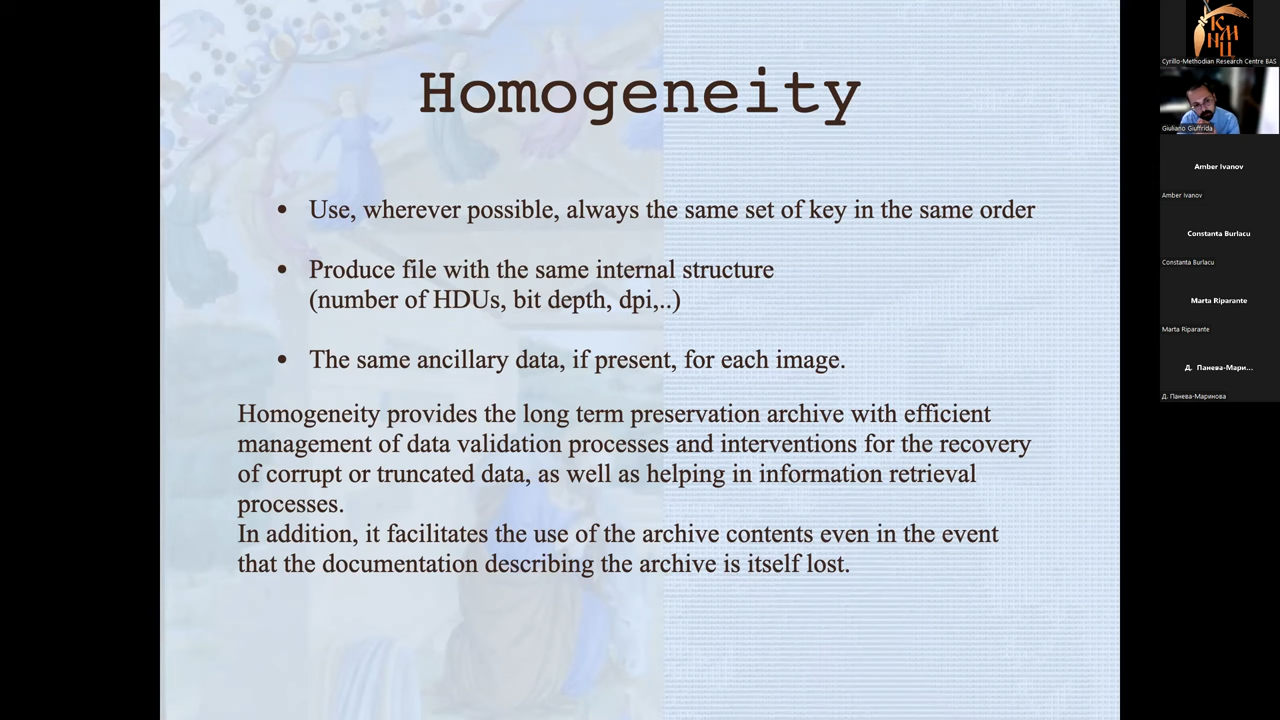 Homogeneity
• Use, wherever possible, always the same set of key in the same order
• Produce file with the same internal structure
(number of HDUs, bit depth, dpi,..)
• The same ancillary data, if present, for each image.
Homogeneity provides the long term preservation archive with efficient
management of data validation processes and interventions for the recovery
of corrupt or truncated data, as well as helping in information retrieval
processes.
In addition, it facilitates the use of the archive contents even in the event
that the documentation describing the archive is itself lost.
КМ
НЦ
Cyrillo-Methodian Research Centre BAS
Giuliano Giuffrida
Amber Ivanov
Amber Ivanov
Constanta Burlacu
Constanta Burlacu
Marta Riparante
Marta Riparante
Д. Панева-Мари...
Д. Панева-Маринова